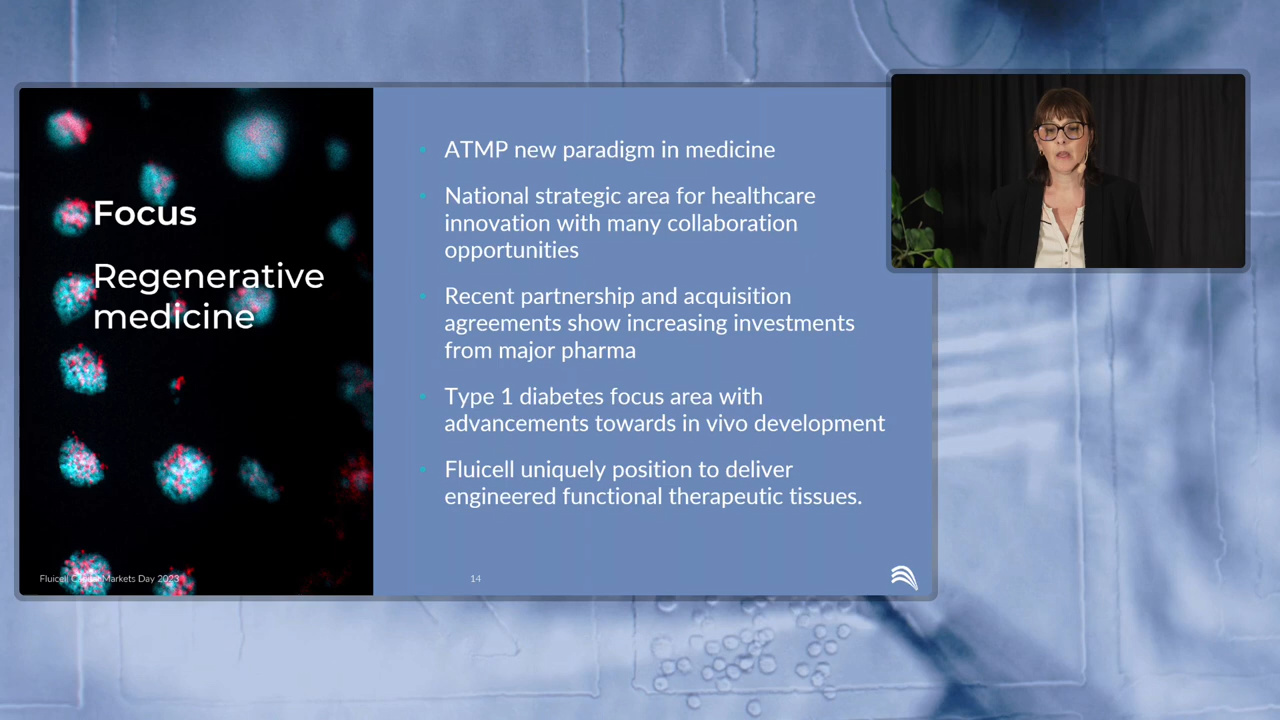 Focus
Regenerative
medicine
ATMP new paradigm in medicine
National strategic area for healthcare
innovation with many collaboration
opportunities
Recent partnership and acquisition
agreements show increasing investments
from major pharma
Type 1 diabetes focus area with
advancements towards in vivo development
Fluicell uniquely position to deliver
engineered functional therapeutic tissues.
Fluicell Capital Markets Day 2023
14